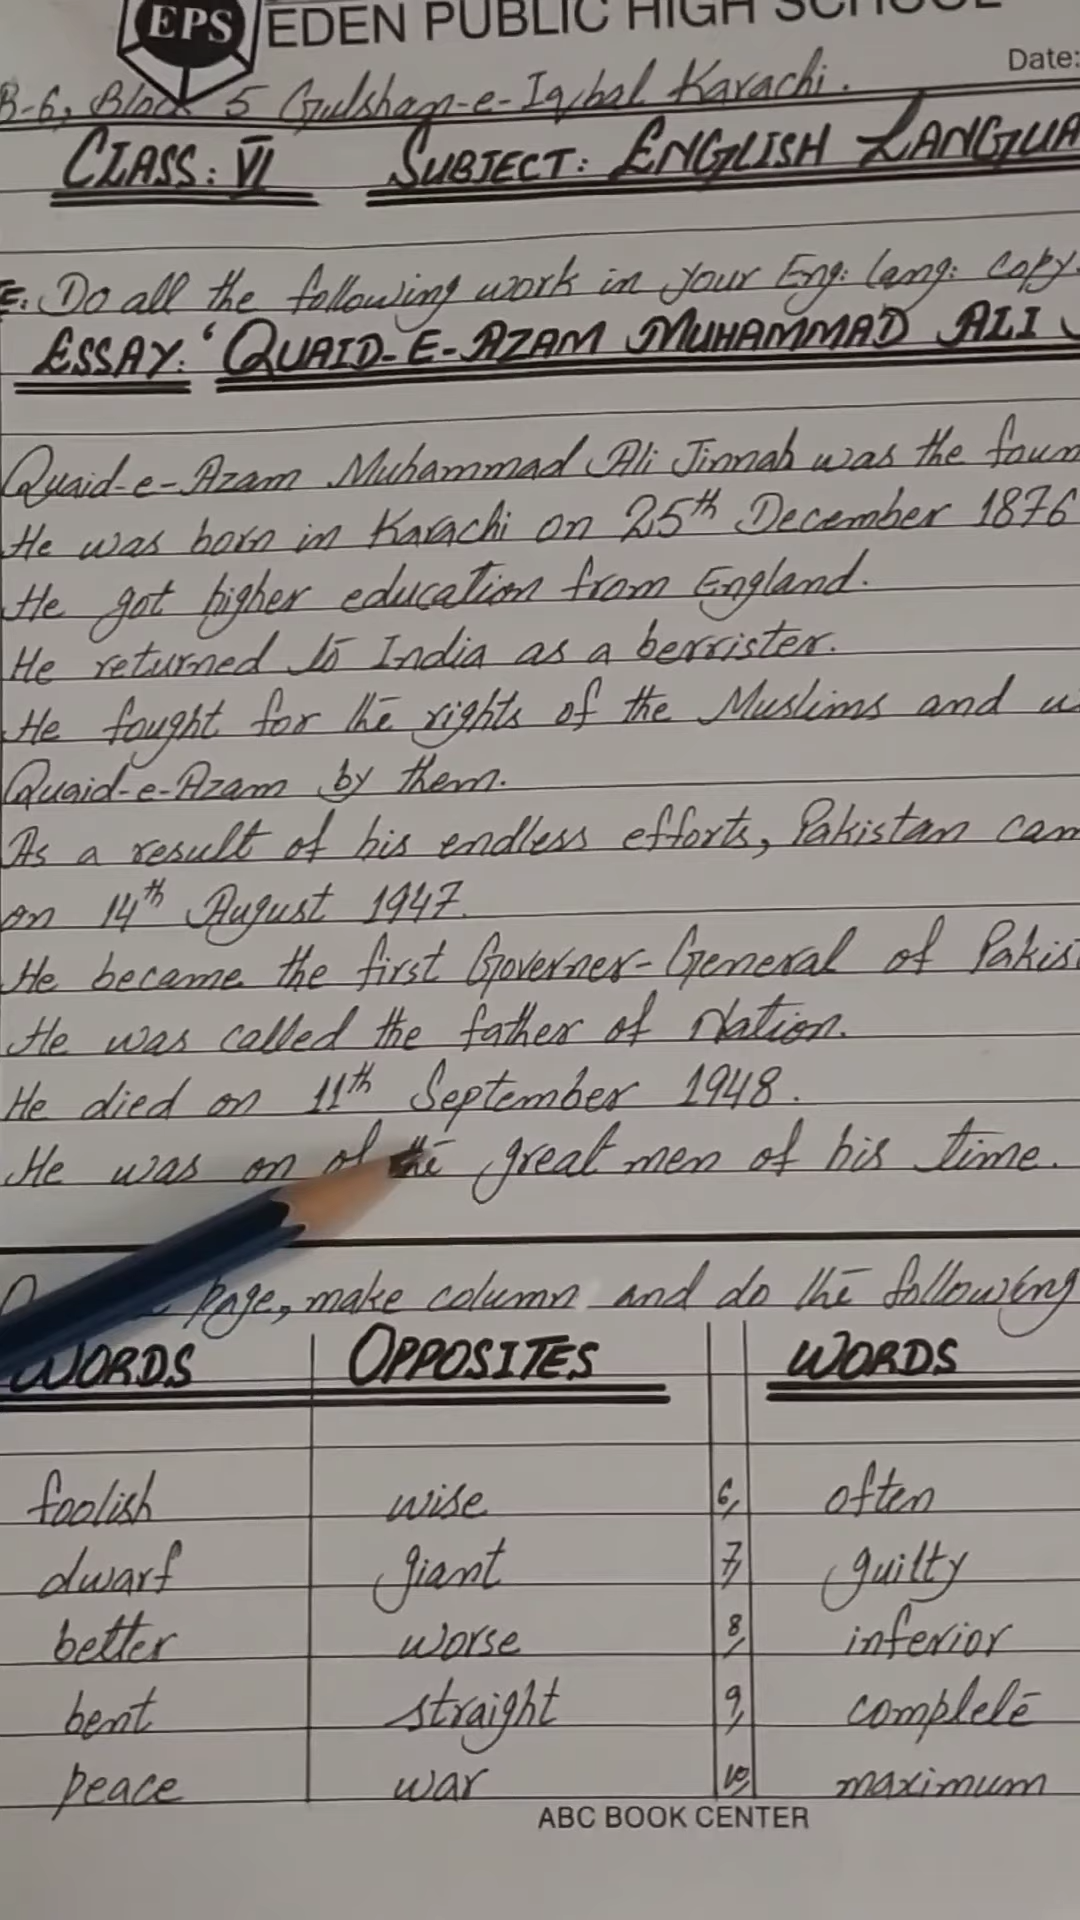 EPS EDEN PUBLIC HIGH SCHOOL
Date:
B-6, Block 5 Gulshan-e-Iqbal Karachi.
CLASS: VI SUBJECT: ENGLISH LANGUA
E: Do all the following work in your Eng: lang: copy.
ESSAY: 'QUAID-E-AZAM MUHAMMAD ALI J
Quaid-e-Azam Muhammad Ali Jinnah was the foun
He was born in Karachi on 25th December 1876
He got higher education from England.
He returned to India as a berrister.
He fought for the rights of the Muslims and w
Quaid-e-Azam by them.
As a result of his endless efforts, Pakistan cam
on 14th August 1947.
He became the first Governer-General of Pakis
He was called the father of Nation.
He died on 11th September 1948.
He was on of the great men of his time.
page, make column and do the following
WORDS OPPOSITES WORDS
foolish wise 6, often
dwarf giant 7, guilty
better worse 8, inferior
bent straight 9, complete
peace war 10, maximum
ABC BOOK CENTER